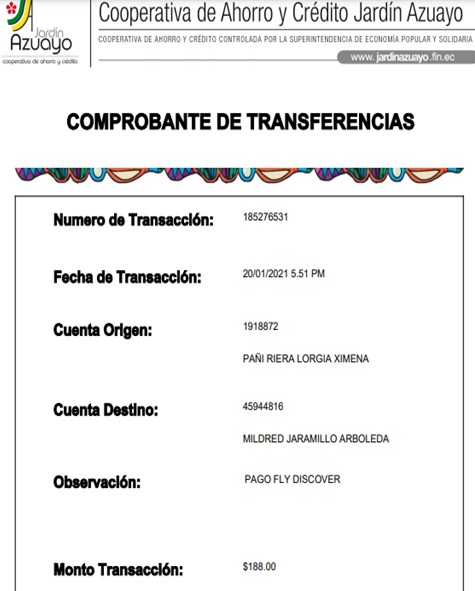 Jardín
Azuayo
cooperativa de ahorro y crédito
Cooperativa de Ahorro y Crédito Jardín Azuayo
COOPERATIVA DE AHORRO Y CRÉDITO CONTROLADA POR LA SUPERINTENDENCIA DE ECONOMÍA POPULAR Y SOLIDARIA
www.jardinazuayo.fin.ec
COMPROBANTE DE TRANSFERENCIAS
Numero de Transacción: 185276531
Fecha de Transacción: 20/01/2021 5.51 PM
Cuenta Origen: 1918872
PAÑI RIERA LORGIA XIMENA
Cuenta Destino: 45944816
MILDRED JARAMILLO ARBOLEDA
Observación: PAGO FLY DISCOVER
Monto Transacción: $188.00